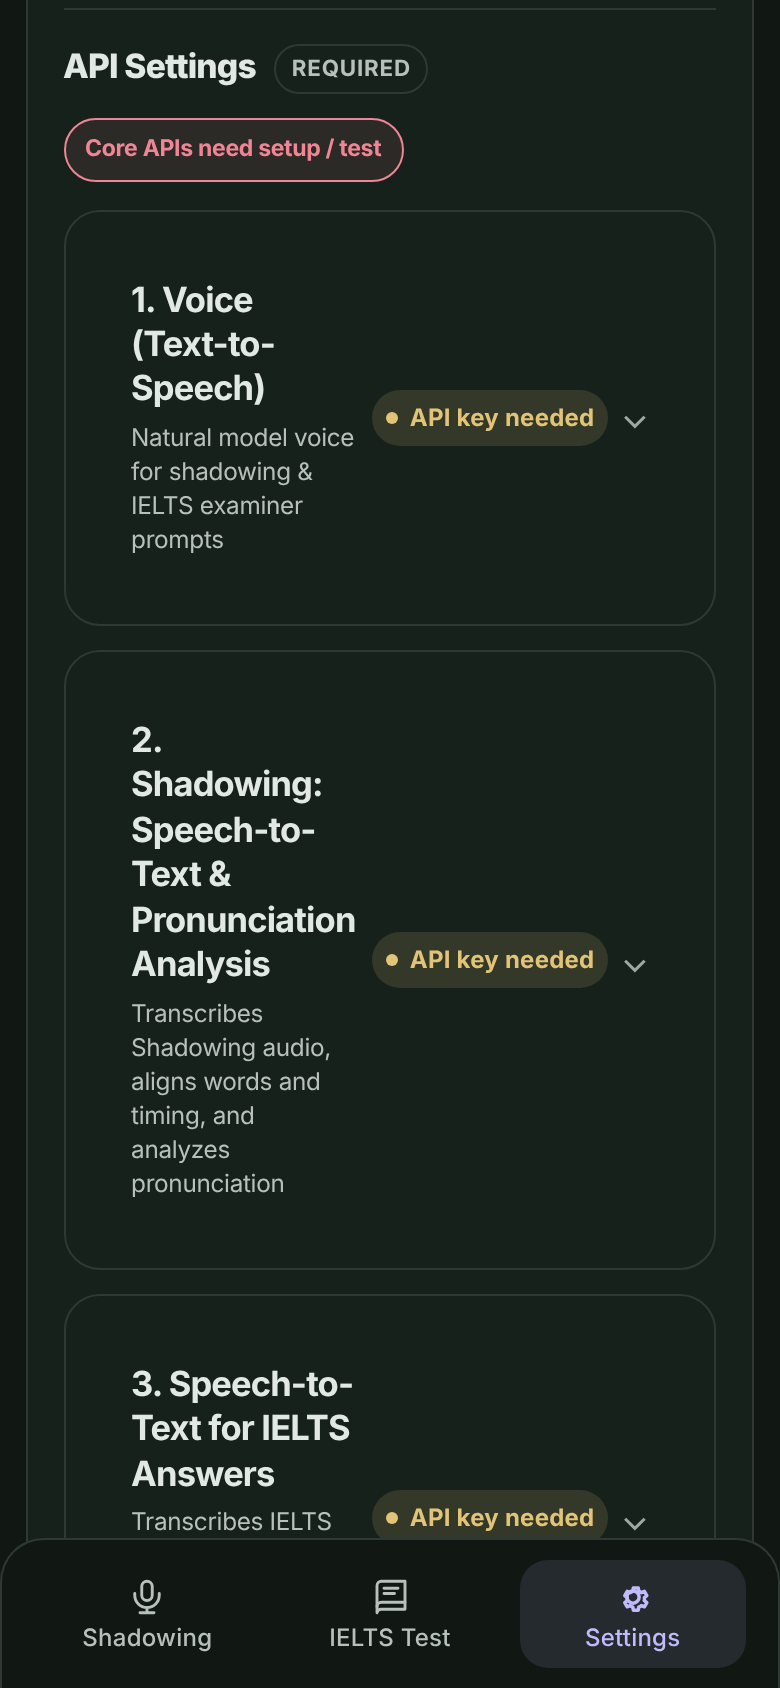 API Settings REQUIRED
Core APIs need setup / test
1. Voice
(Text-to-
Speech)
Natural model voice
for shadowing &
IELTS examiner
prompts
API key needed
2.
Shadowing:
Speech-to-
Text &
Pronunciation
Analysis
Transcribes
Shadowing audio,
aligns words and
timing, and
analyzes
pronunciation
API key needed
3. Speech-to-
Text for IELTS
Answers
Transcribes IELTS
API key needed
Shadowing
IELTS Test
Settings